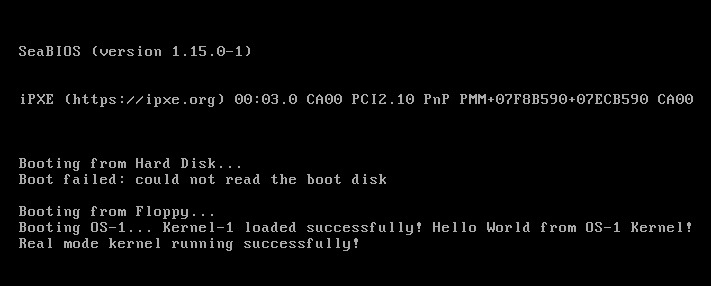 SeaBIOS (version 1.15.0-1)
iPXE (https://ipxe.org) 00:03.0 CA00 PCI2.10 PnP PMM+07F8B590+07ECB590 CA00
Booting from Hard Disk...
Boot failed: could not read the boot disk
Booting from Floppy...
Booting OS-1... Kernel-1 loaded successfully! Hello World from OS-1 Kernel!
Real mode kernel running successfully!